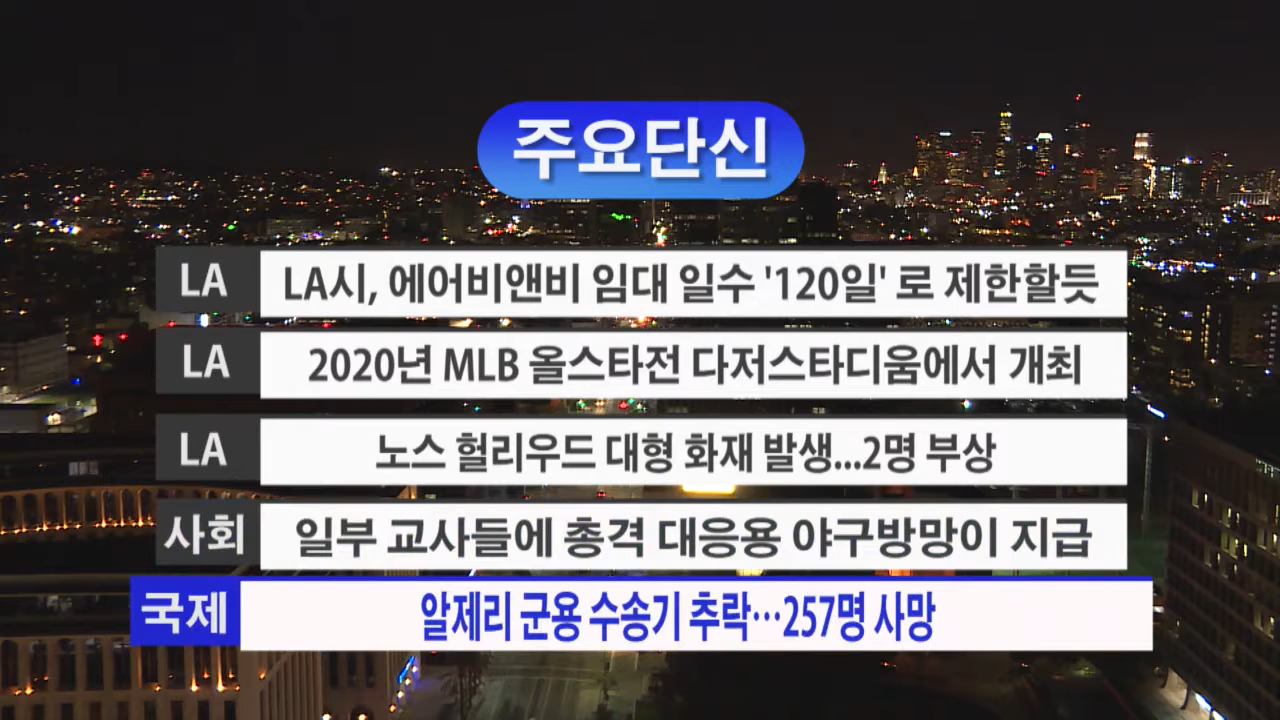 주요단신
LA LA시, 에어비앤비 임대 일수 '120일' 로 제한할듯
LA 2020년 MLB 올스타전 다저스타디움에서 개최
LA 노스 헐리우드 대형 화재 발생...2명 부상
사회 일부 교사들에 총격 대응용 야구방망이 지급
국제 알제리 군용 수송기 추락…257명 사망